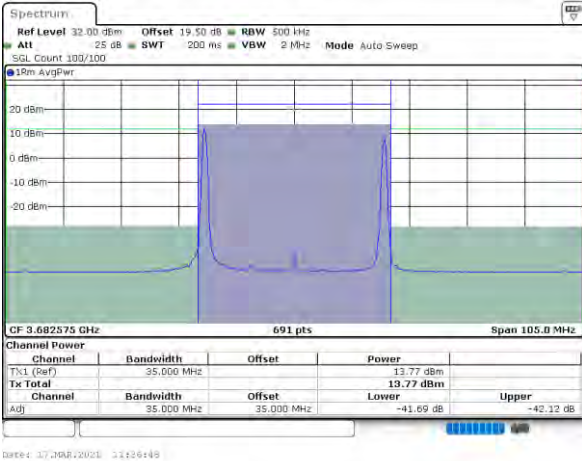 Spectrum
Ref Level 32.00 dBm Offset 19.50 dB RBW 500 kHz
Att 25 dB SWT 200 ms VBW 2 MHz Mode Auto Sweep
SGL Count 100/100
1Rm AvgPwr
20 dBm
10 dBm
0 dBm
-10 dBm
-20 dBm
CF 3.682575 GHz 691 pts Span 105.0 MHz
Channel Power
Channel Bandwidth Offset Power
TX1 (Ref) 35.000 MHz 13.77 dBm
Tx Total 13.77 dBm
Channel Bandwidth Offset Lower Upper
Adj 35.000 MHz 35.000 MHz -41.69 dB -42.12 dB
Date: 17.MAR.2021 11:26:48